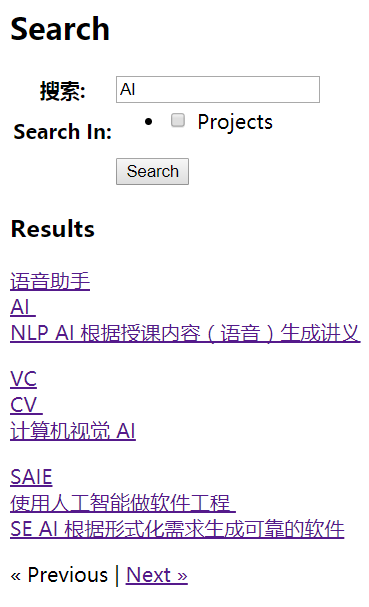 Search
搜索: AI
Search In: Projects
Search
Results
语音助手
AI
NLP AI 根据授课内容（语音）生成讲义
VC
CV
计算机视觉 AI
SAIE
使用人工智能做软件工程
SE AI 根据形式化需求生成可靠的软件
« Previous | Next »